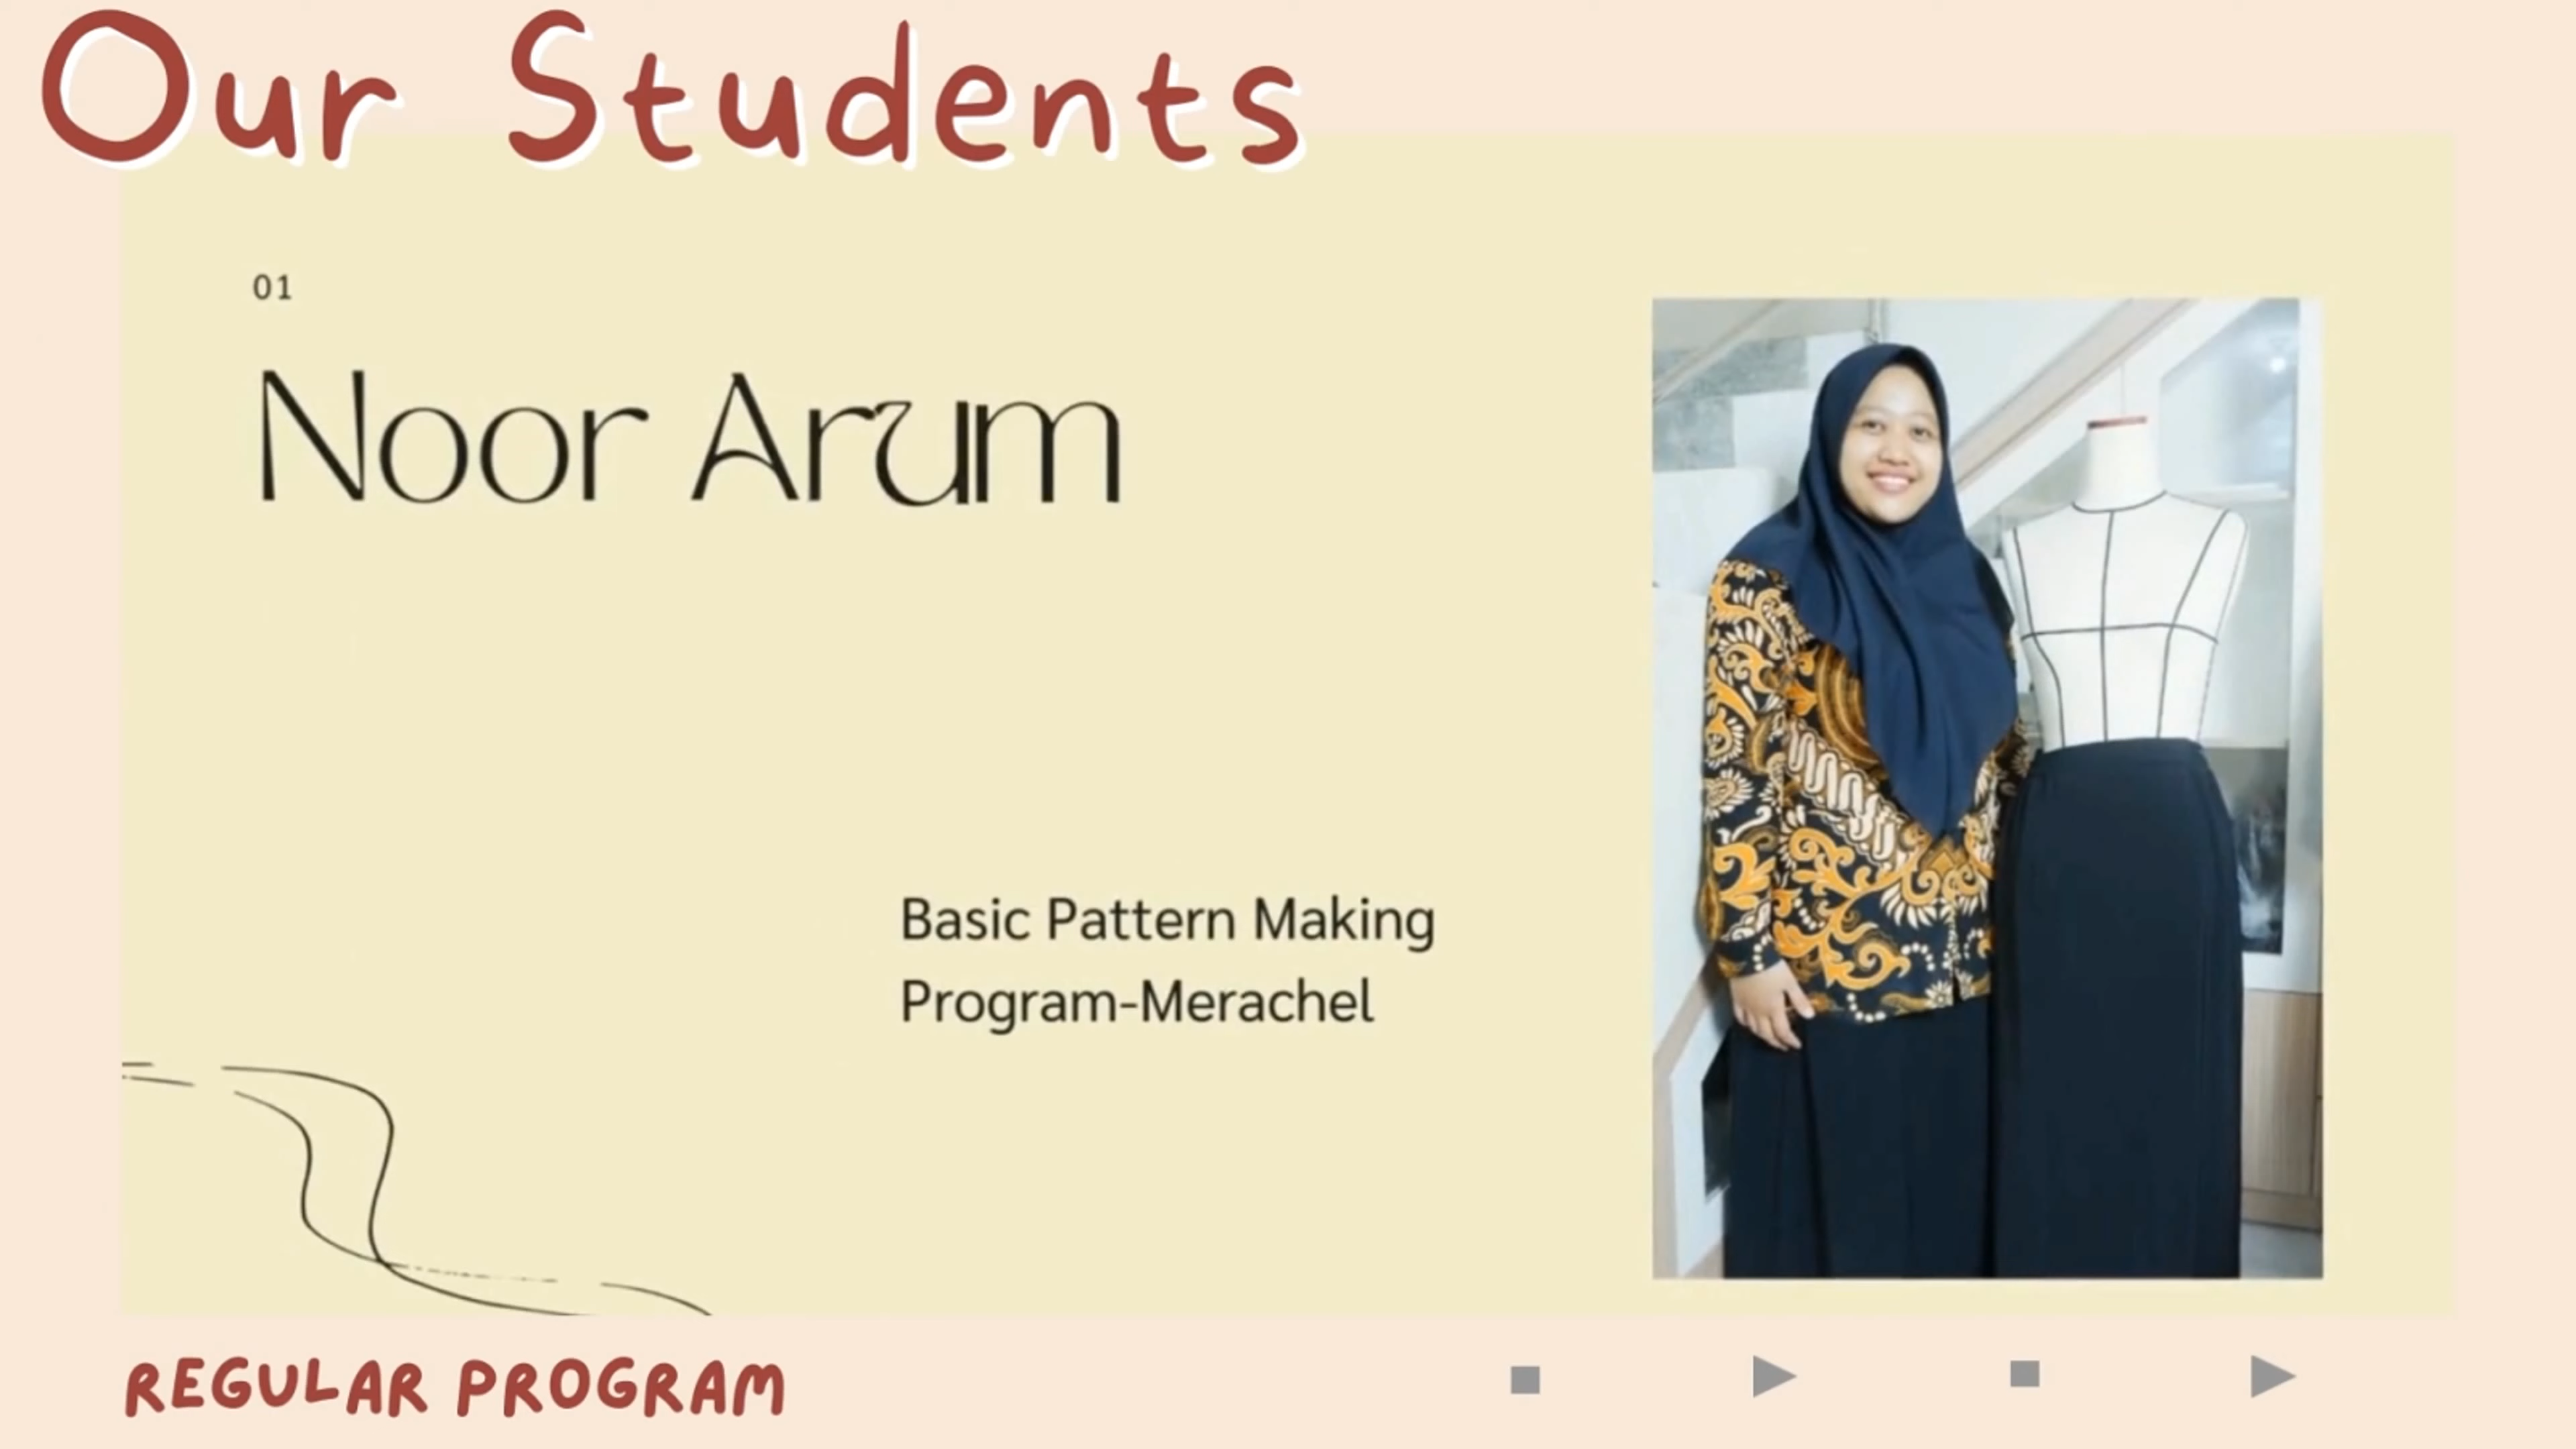 Our Students
01
Noor Arum
Basic Pattern Making
Program-Merachel
REGULAR PROGRAM